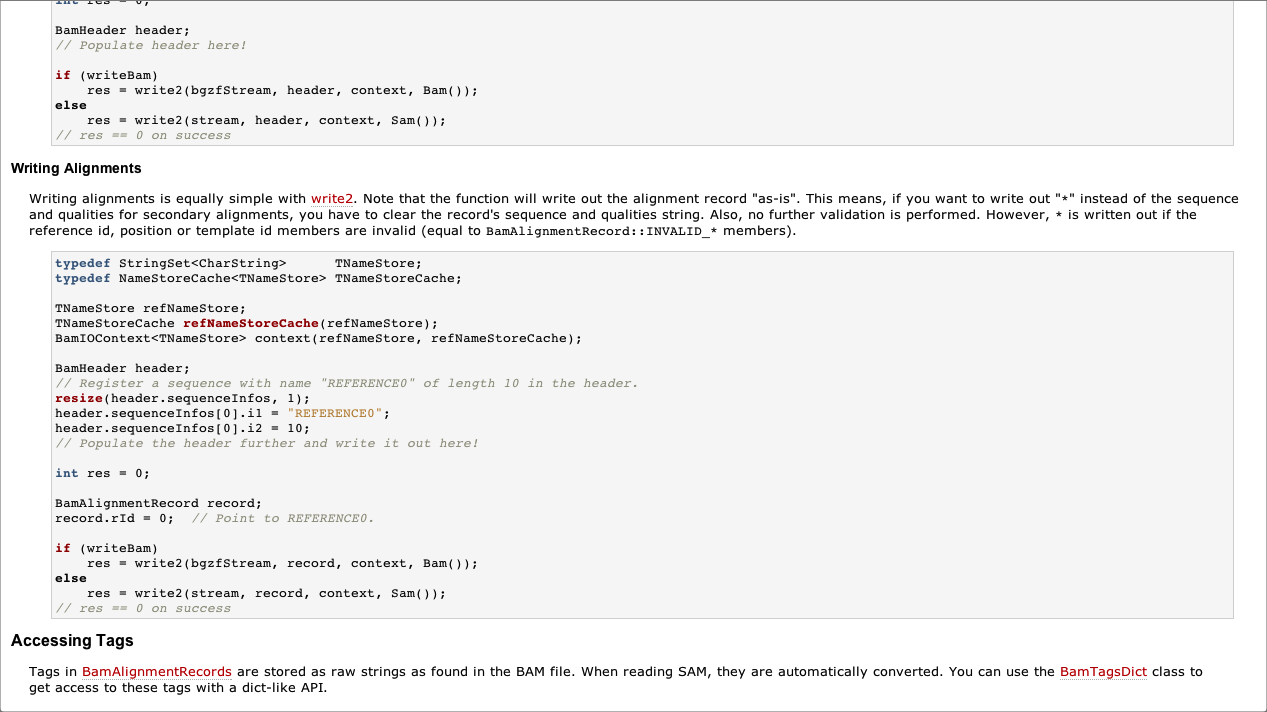 int res = 0;
BamHeader header;
// Populate header here!
if (writeBam)
    res = write2(bgzfStream, header, context, Bam());
else
    res = write2(stream, header, context, Sam());
// res == 0 on success
Writing Alignments
Writing alignments is equally simple with write2. Note that the function will write out the alignment record "as-is". This means, if you want to write out "*" instead of the sequence
and qualities for secondary alignments, you have to clear the record's sequence and qualities string. Also, no further validation is performed. However, * is written out if the
reference id, position or template id members are invalid (equal to BamAlignmentRecord::INVALID_* members).
typedef StringSet<CharString>      TNameStore;
typedef NameStoreCache<TNameStore> TNameStoreCache;
TNameStore refNameStore;
TNameStoreCache refNameStoreCache(refNameStore);
BamIOContext<TNameStore> context(refNameStore, refNameStoreCache);
BamHeader header;
// Register a sequence with name "REFERENCE0" of length 10 in the header.
resize(header.sequenceInfos, 1);
header.sequenceInfos[0].i1 = "REFERENCE0";
header.sequenceInfos[0].i2 = 10;
// Populate the header further and write it out here!
int res = 0;
BamAlignmentRecord record;
record.rId = 0;  // Point to REFERENCE0.
if (writeBam)
    res = write2(bgzfStream, record, context, Bam());
else
    res = write2(stream, record, context, Sam());
// res == 0 on success
Accessing Tags
Tags in BamAlignmentRecords are stored as raw strings as found in the BAM file. When reading SAM, they are automatically converted. You can use the BamTagsDict class to
get access to these tags with a dict-like API.